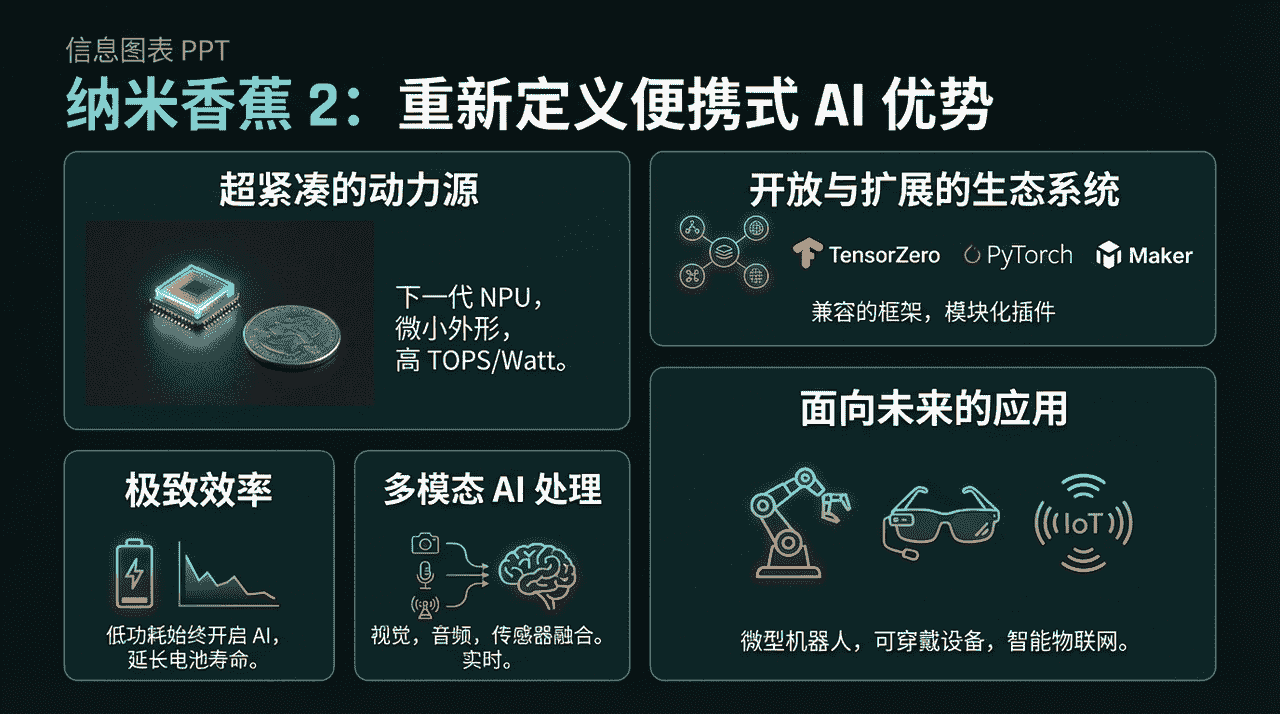 信息图表 PPT
纳米香蕉 2：重新定义便携式 AI 优势
超紧凑的动力源
下一代 NPU，
微小外形，
高 TOPS/Watt。
开放与扩展的生态系统
TensorZero
PyTorch
Maker
兼容的框架，模块化插件
极致效率
低功耗始终开启 AI，
延长电池寿命。
多模态 AI 处理
视觉，音频，传感器融合。
实时。
面向未来的应用
IoT
微型机器人，可穿戴设备，智能物联网。